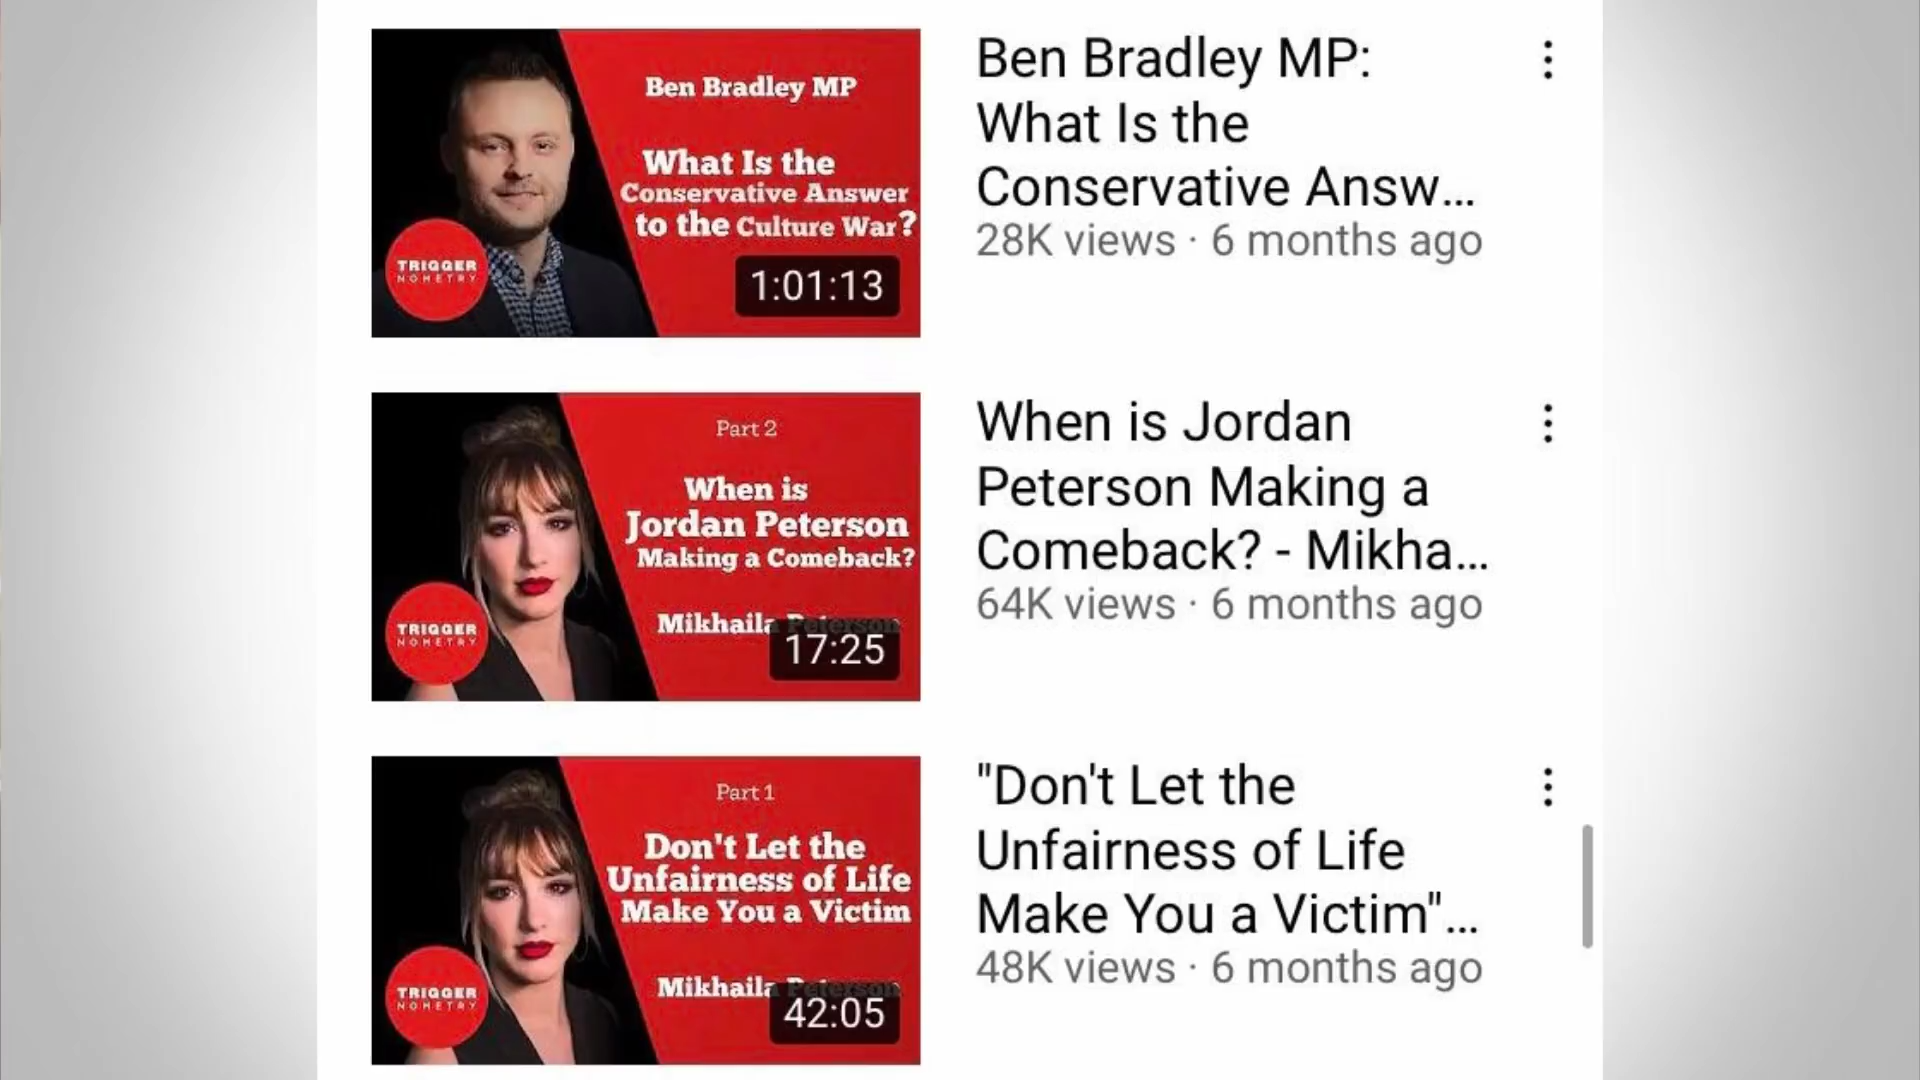 Ben Bradley MP
What Is the
Conservative Answer
to the Culture War?
TRIGGER
NOMETRY
1:01:13
Ben Bradley MP:
What Is the
Conservative Answ...
28K views · 6 months ago
Part 2
When is
Jordan Peterson
Making a Comeback?
Mikhaila Peterson
TRIGGER
NOMETRY
17:25
When is Jordan
Peterson Making a
Comeback? - Mikha...
64K views · 6 months ago
Part 1
Don't Let the
Unfairness of Life
Make You a Victim
Mikhaila Peterson
TRIGGER
NOMETRY
42:05
"Don't Let the
Unfairness of Life
Make You a Victim"...
48K views · 6 months ago